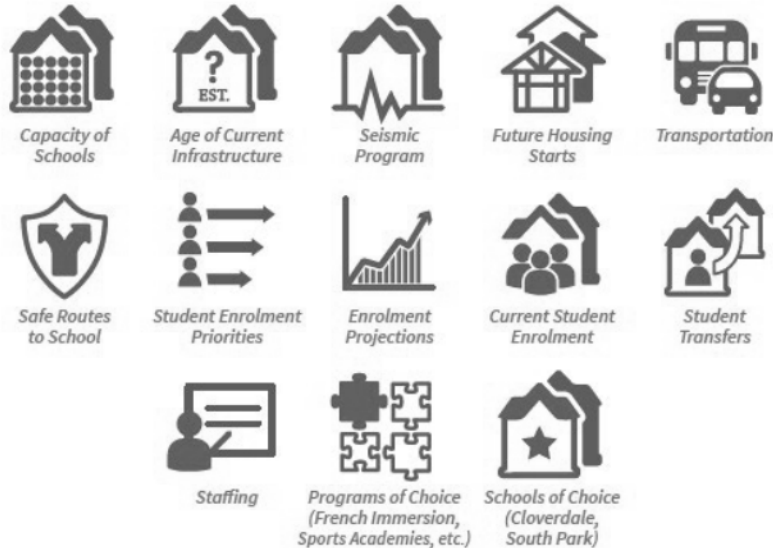 ?
EST.
Capacity of
Schools
Age of Current
Infrastructure
Seismic
Program
Future Housing
Starts
Transportation
Safe Routes
to School
Student Enrolment
Priorities
Enrolment
Projections
Current Student
Enrolment
Student
Transfers
Staffing
Programs of Choice
(French Immersion,
Sports Academies, etc.)
Schools of Choice
(Cloverdale,
South Park)